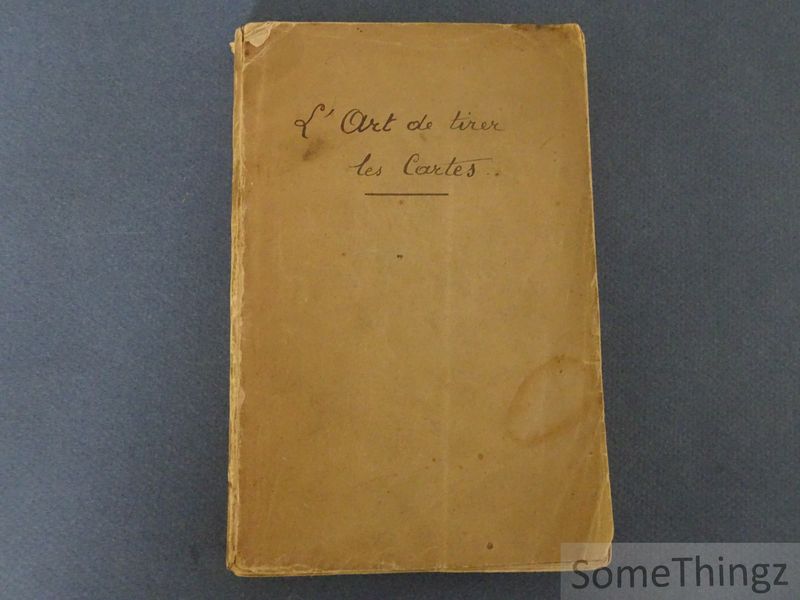 L'Art de tirer
les Cartes..
SomeThingz